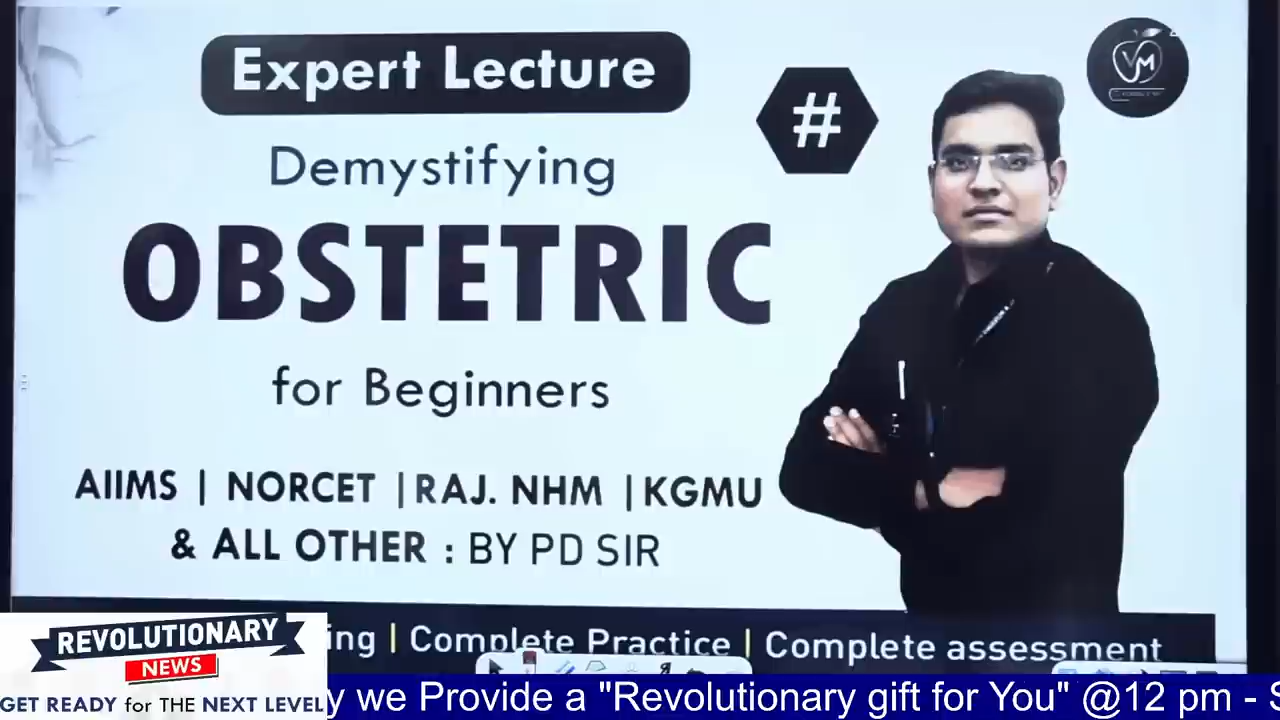 Expert Lecture
#
VM
Demystifying
OBSTETRIC
for Beginners
AIIMS | NORCET | RAJ. NHM | KGMU
& ALL OTHER : BY PD SIR
| Complete Practice | Complete assessment
REVOLUTIONARY
NEWS
GET READY for THE NEXT LEVEL
we Provide a "Revolutionary gift for You" @12 pm -